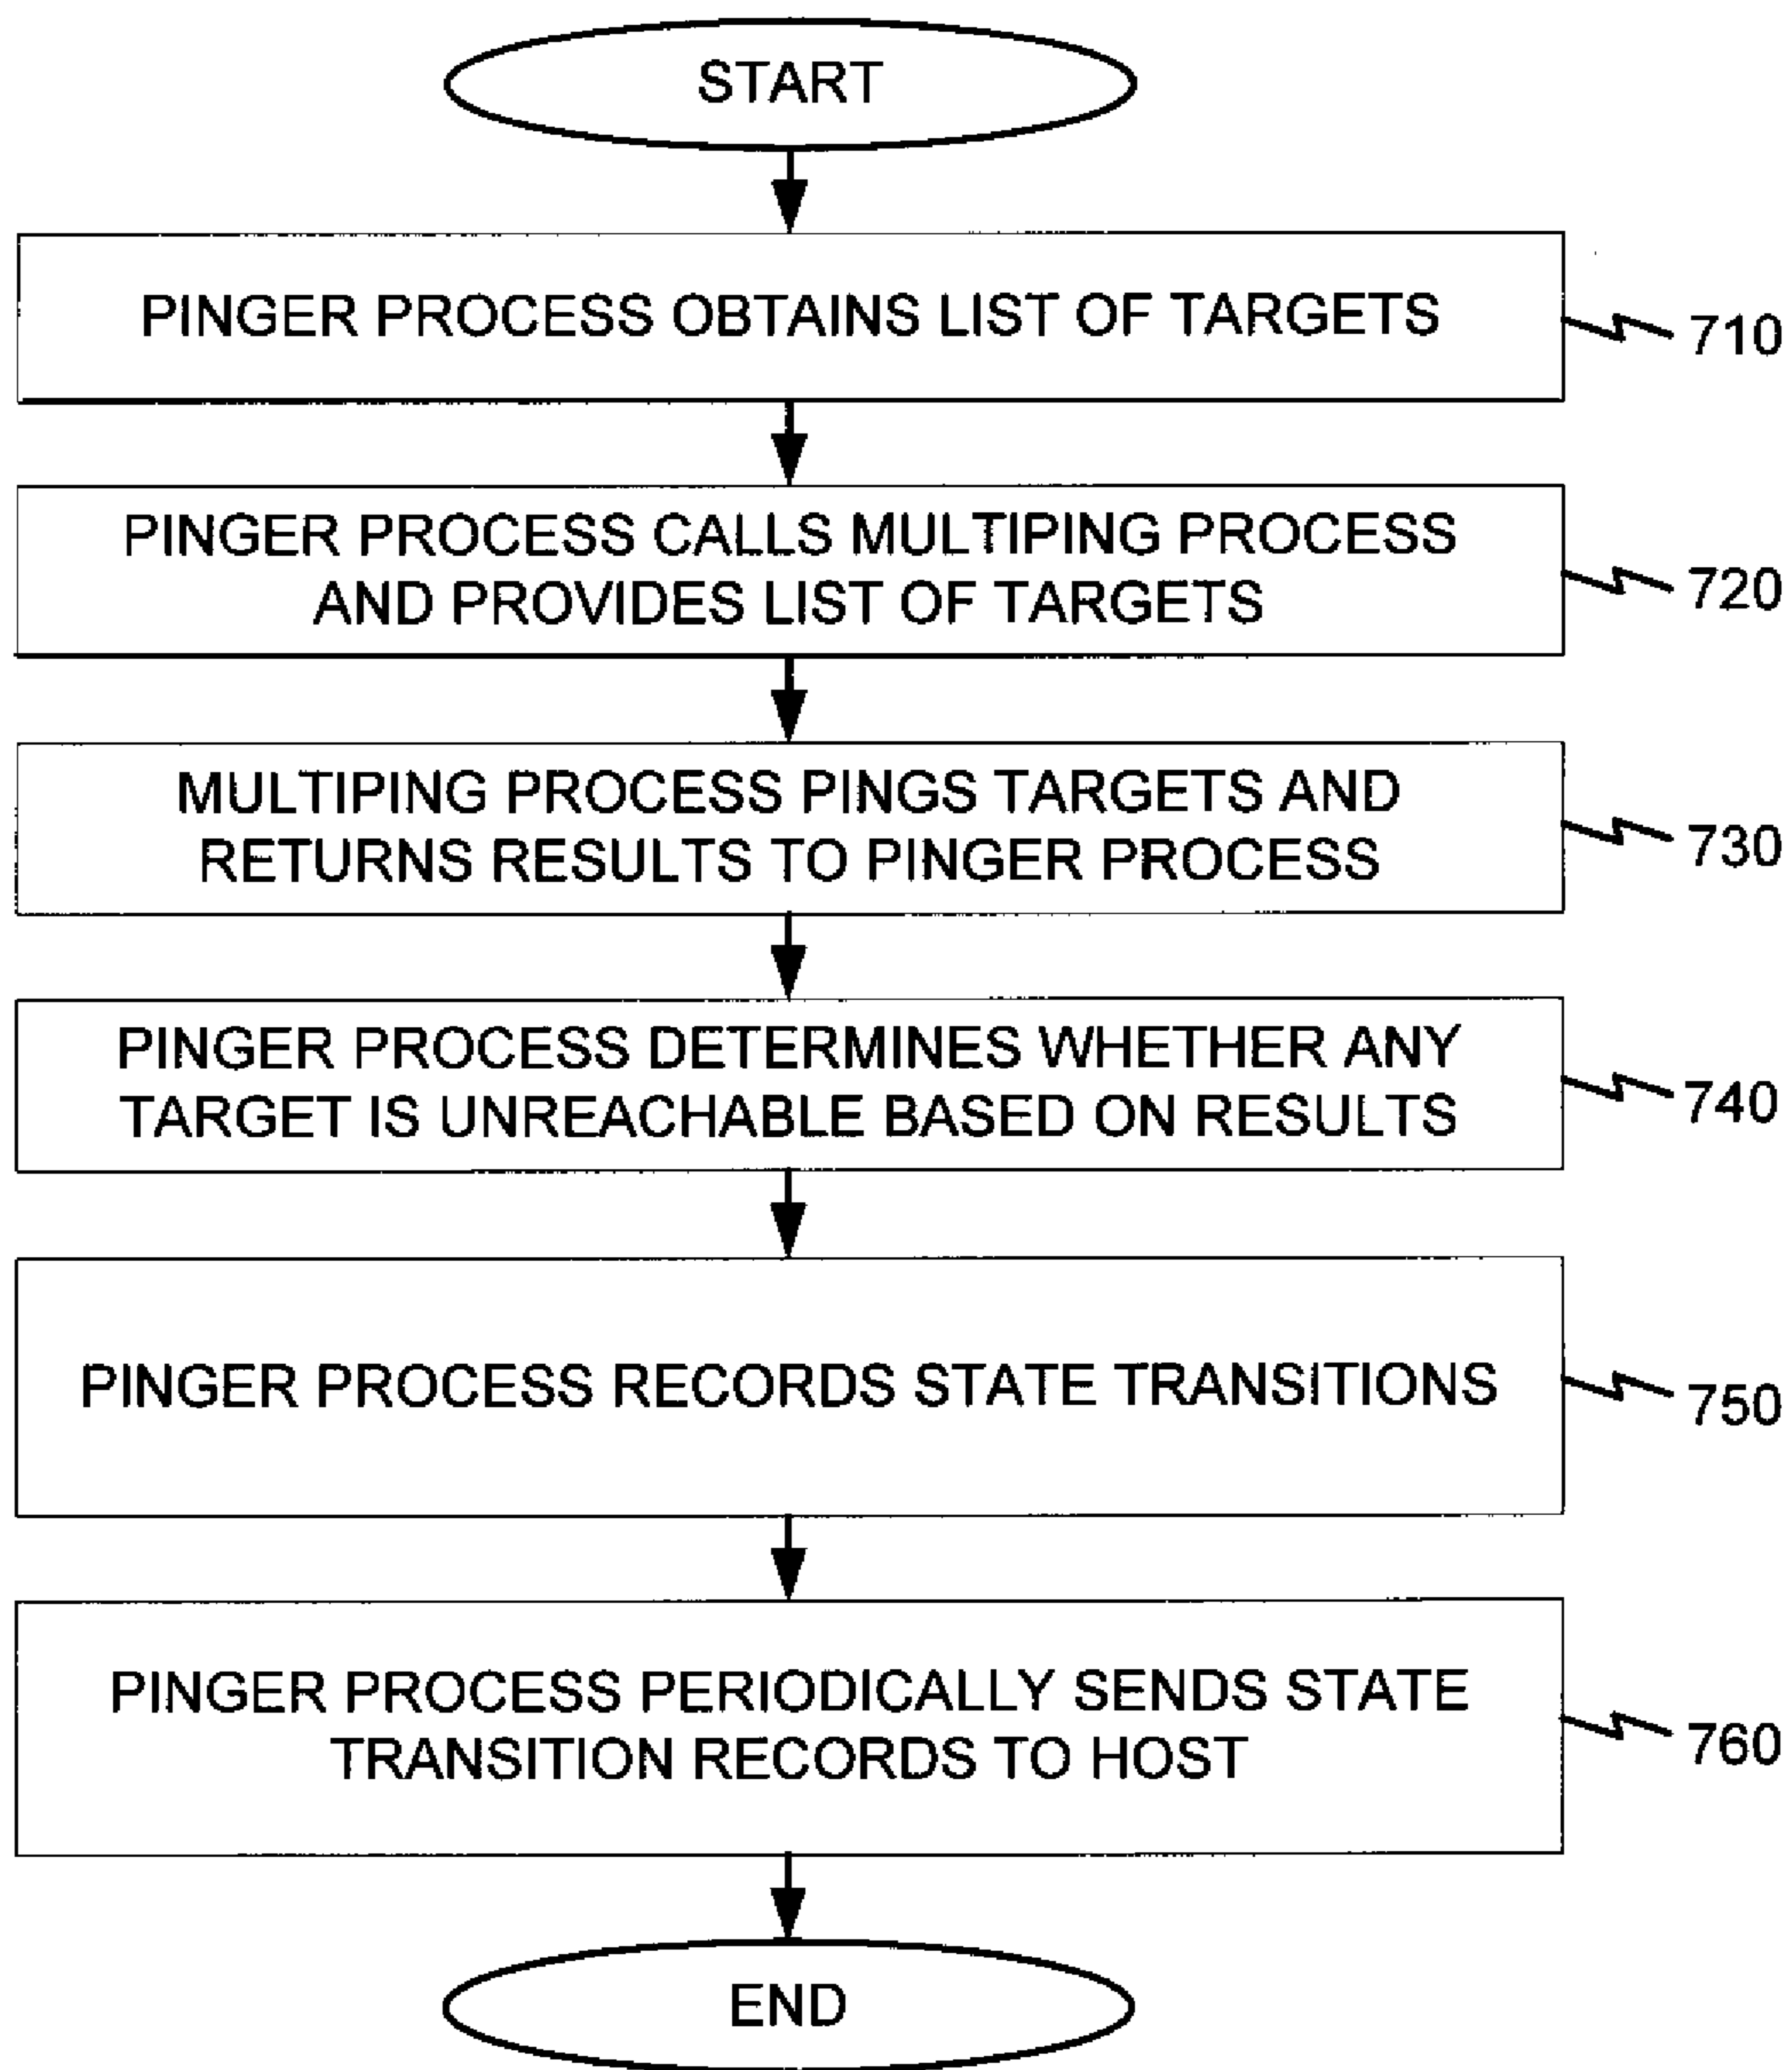 START
PINGER PROCESS OBTAINS LIST OF TARGETS
710
PINGER PROCESS CALLS MULTIPING PROCESS
AND PROVIDES LIST OF TARGETS
720
MULTIPING PROCESS PINGS TARGETS AND
RETURNS RESULTS TO PINGER PROCESS
730
PINGER PROCESS DETERMINES WHETHER ANY
TARGET IS UNREACHABLE BASED ON RESULTS
740
PINGER PROCESS RECORDS STATE TRANSITIONS
750
PINGER PROCESS PERIODICALLY SENDS STATE
TRANSITION RECORDS TO HOST
760
END